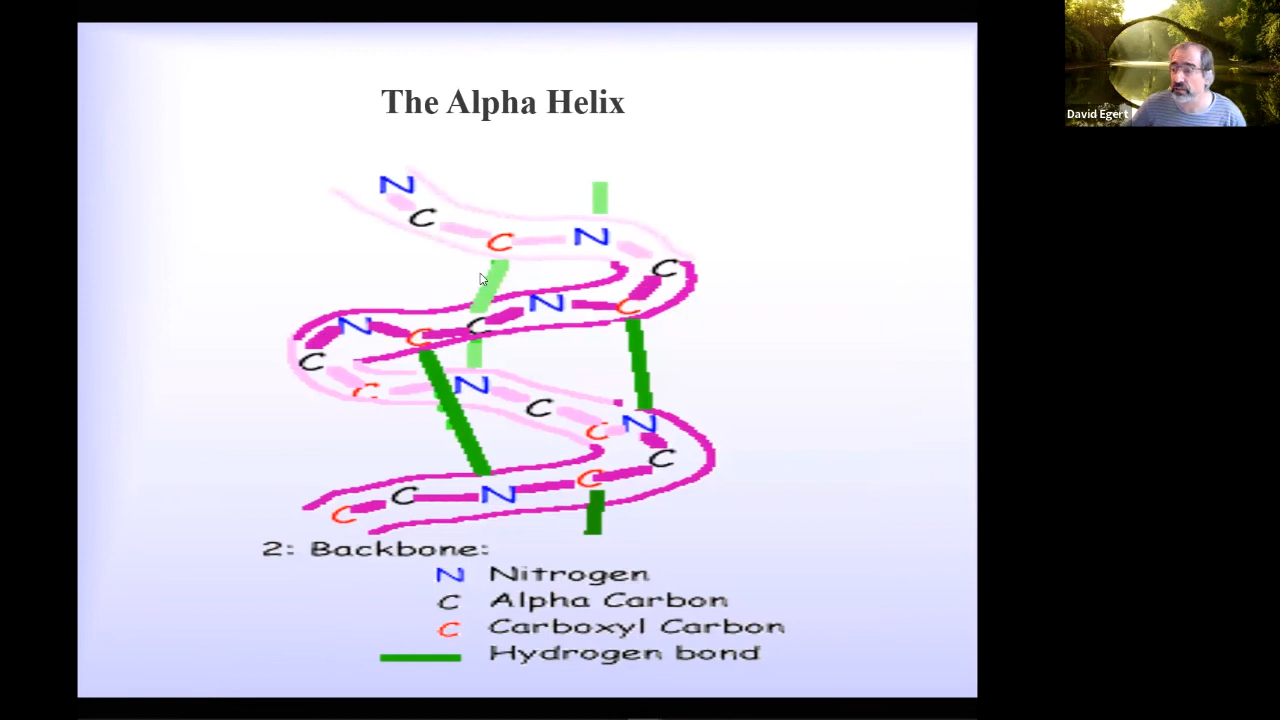 The Alpha Helix
David Egert
N
C
C
N
C
N
C
N
C
C
C
C
N
C
C
N
C
C
N
C
C
2: Backbone:
N Nitrogen
C Alpha Carbon
C Carboxyl Carbon
Hydrogen bond